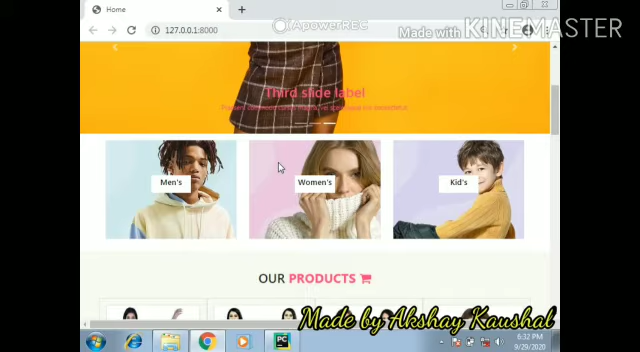 Home
ApowerREC
Made with KINEMASTER
127.0.0.1:8000
Third slide label
Men's
Women's
Kid's
OUR PRODUCTS
Made by Akshay Kaushal
6:32 PM
9/29/2020